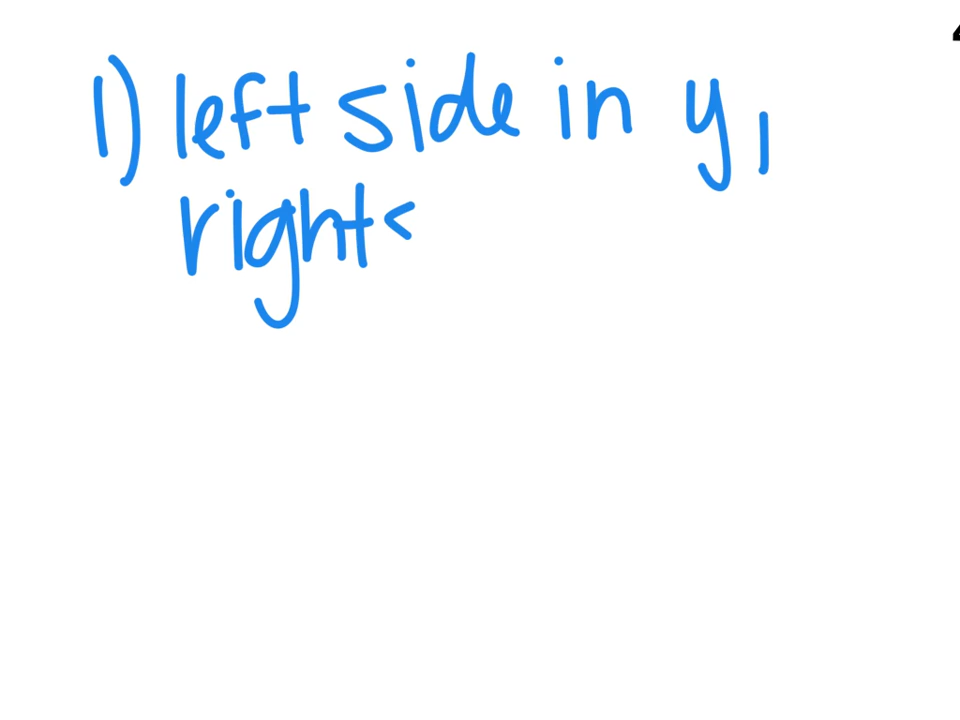 1) left side in y₁
right